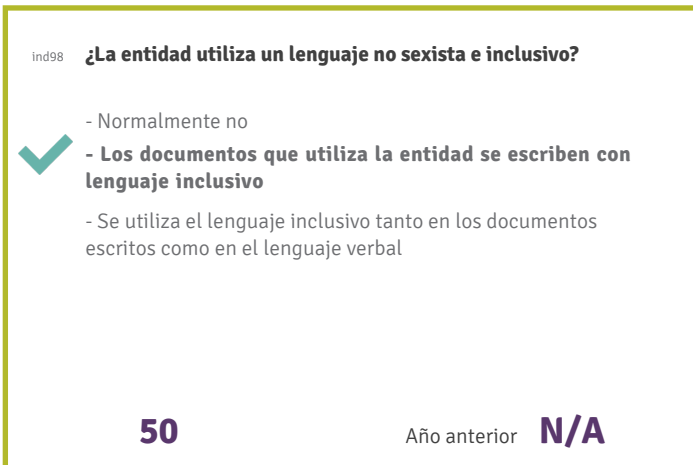 ind98 ¿La entidad utiliza un lenguaje no sexista e inclusivo?
- Normalmente no
- Los documentos que utiliza la entidad se escriben con
lenguaje inclusivo
- Se utiliza el lenguaje inclusivo tanto en los documentos
escritos como en el lenguaje verbal
50 Año anterior N/A